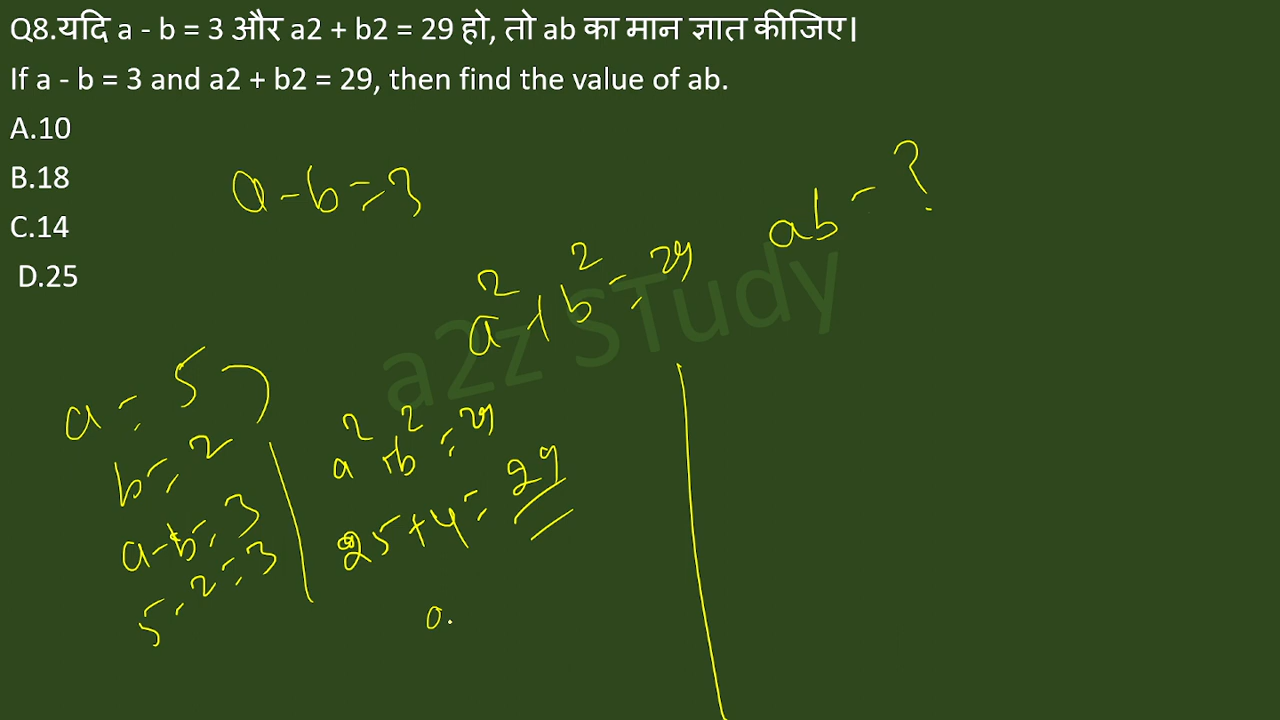 Q8.यदि a - b = 3 और a2 + b2 = 29 हो, तो ab का मान ज्ञात कीजिए।
If a - b = 3 and a2 + b2 = 29, then find the value of ab.
A.10
B.18
C.14
D.25
a-b=3
ab=?
a²+b²=29
a2z STudy
a=5
b=2
a-b=3
5-2=3
a²+b²=29
25+4=29
a.